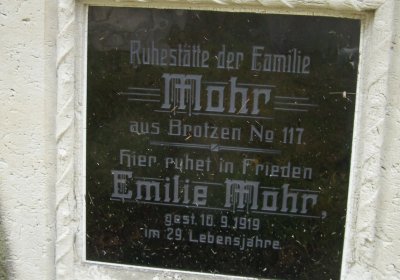 Ruhestätte der Familie
Mohr
aus Brotzen No 117.
Hier ruhet in Frieden
Emilie Mohr,
gest. 10. 9. 1919
im 29. Lebensjahre.